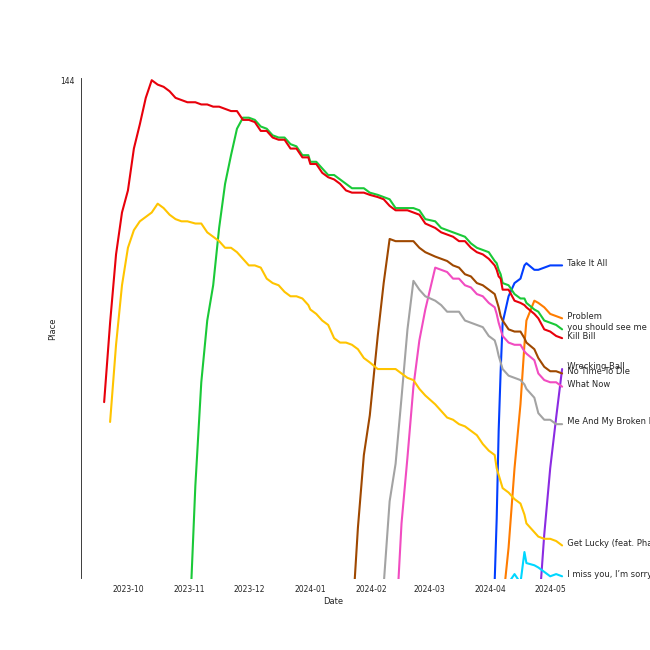 144
Place
Take It All
Problem
you should see me
Kill Bill
Wrecking Ball
No Time To Die
What Now
Me And My Broken
Get Lucky (feat. Pha
I miss you, I'm sorry
2023-10 2023-11 2023-12 2024-01 2024-02 2024-03 2024-04 2024-05
Date